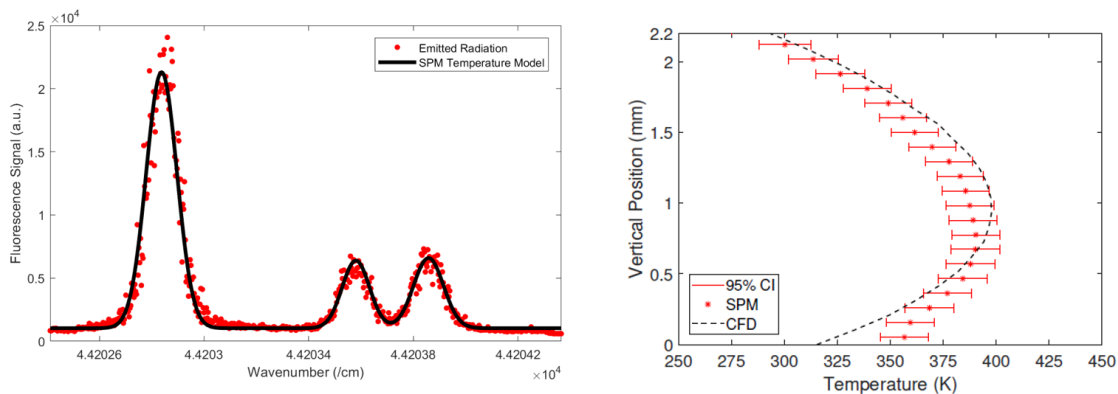 ×10⁴
2.5
2
1.5
1
0.5
0
Fluorescence Signal (a.u.)
Emitted Radiation
SPM Temperature Model
4.42026 4.4203 4.42034 4.42038 4.42042
Wavenumber (/cm)
×10⁴
2.2
2
1.5
1
0.5
0
Vertical Position (mm)
95% CI
SPM
CFD
250 275 300 325 350 375 400 425 450
Temperature (K)